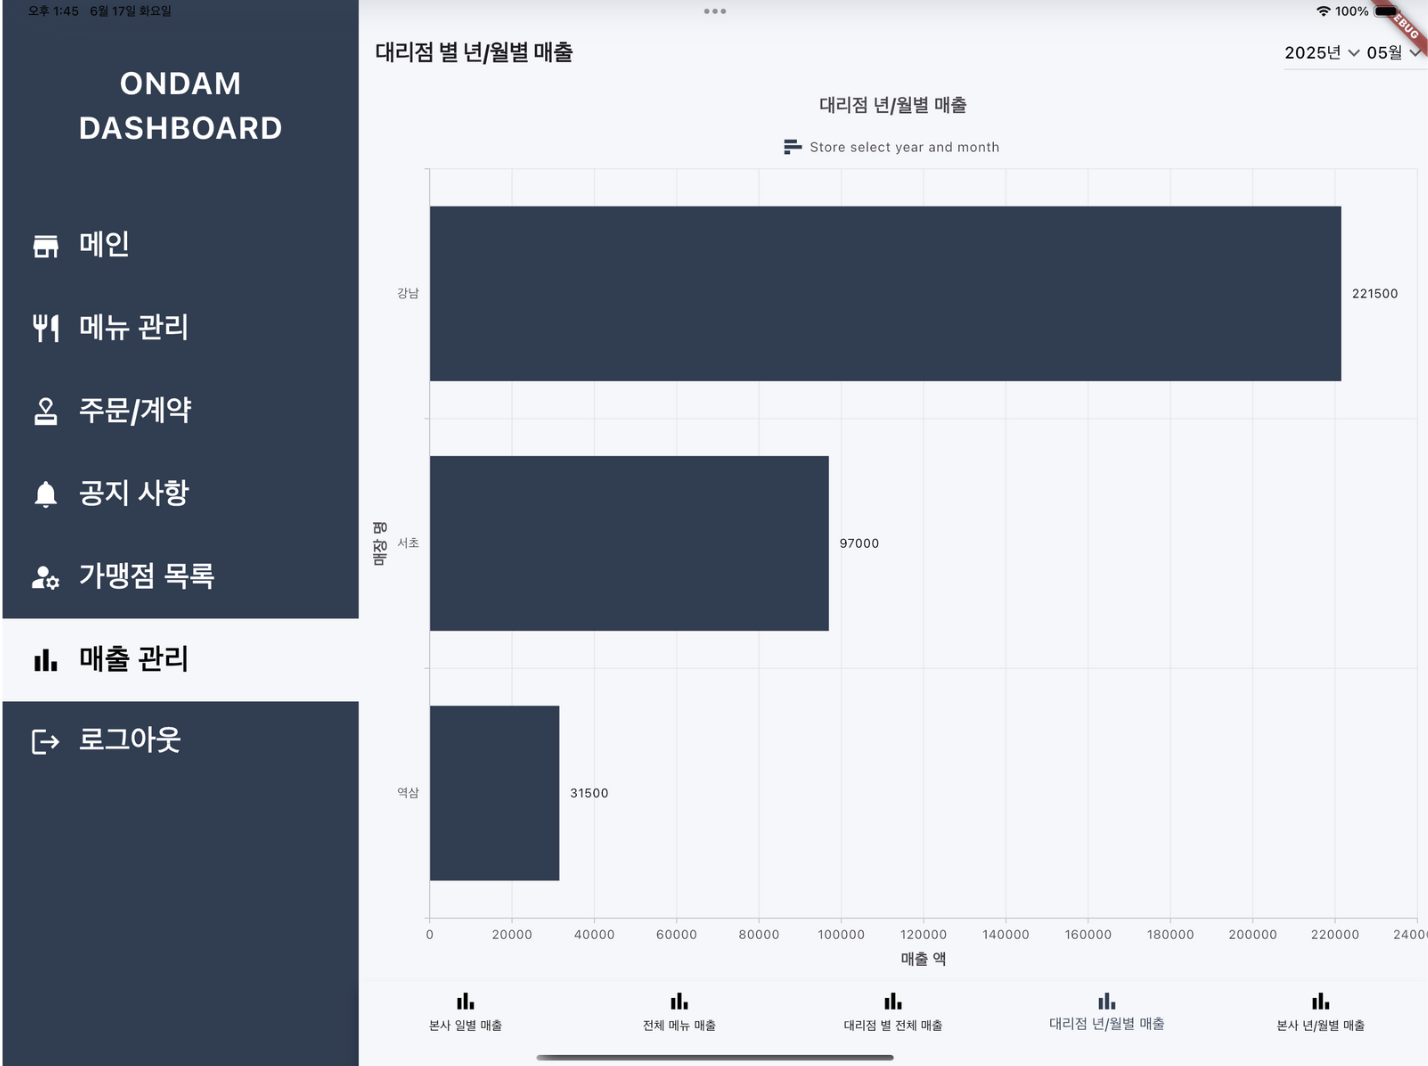 오후 1:45 6월 17일 화요일
100%
ONDAM
DASHBOARD
메인
메뉴 관리
주문/계약
공지 사항
가맹점 목록
매출 관리
로그아웃
대리점 별 년/월별 매출
2025년 05월
대리점 년/월별 매출
Store select year and month
강남
221500
매장 명
서초
97000
역삼
31500
0 20000 40000 60000 80000 100000 120000 140000 160000 180000 200000 220000 2400
매출 액
본사 일별 매출 전체 메뉴 매출 대리점 별 전체 매출 대리점 년/월별 매출 본사 년/월별 매출